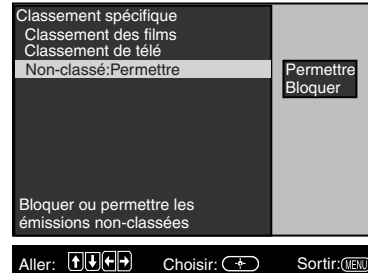 Classement spécifique
Classement des films
Classement de télé
Non-classé:Permettre
Permettre
Bloquer
Bloquer ou permettre les
émissions non-classées
Aller: Choisir: Sortir: MENU